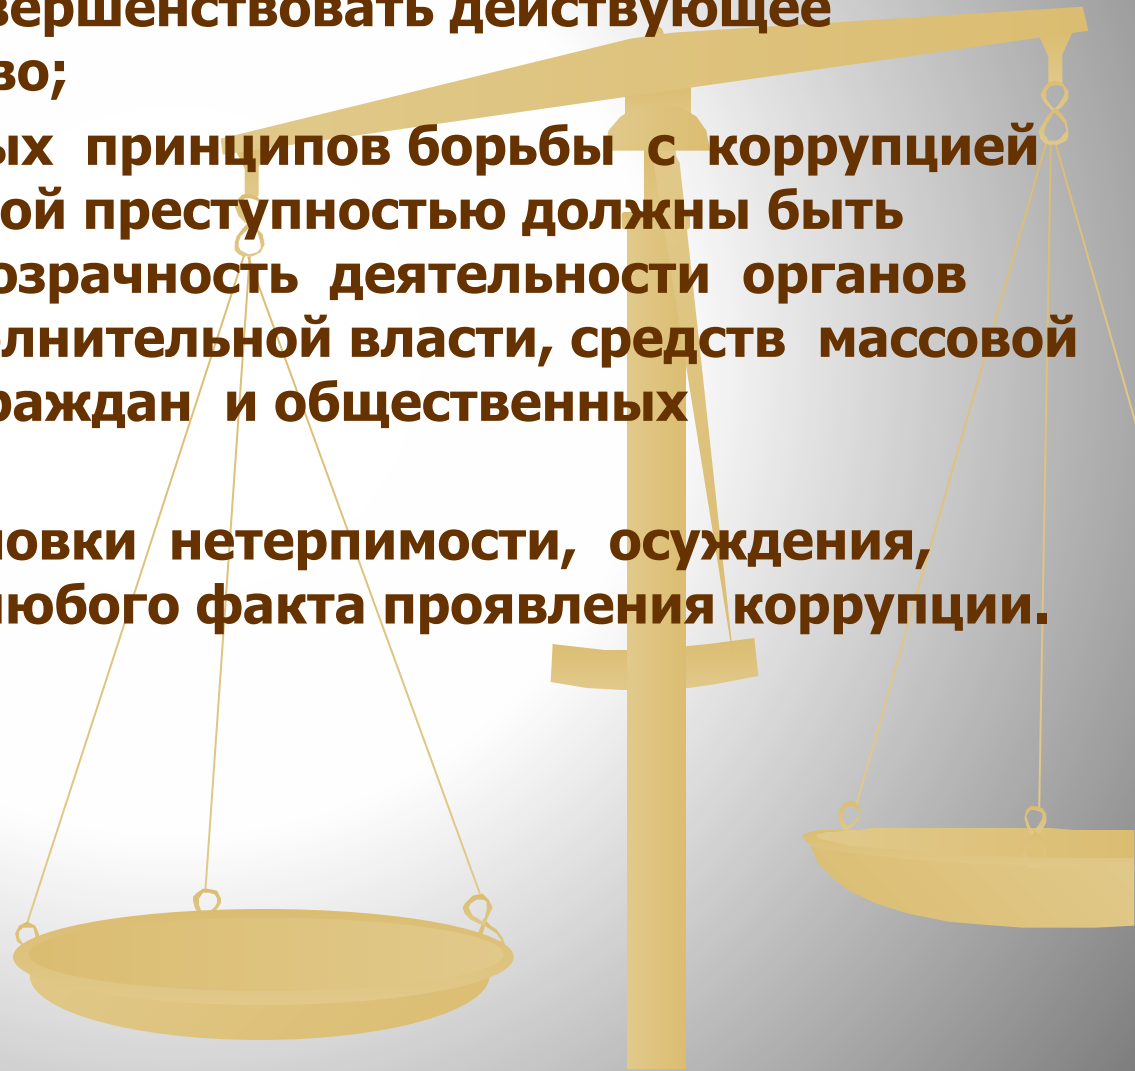 вершенствовать действующее
во;
ых принципов борьбы с коррупцией
ой преступностью должны быть
озрачность деятельности органов
лнительной власти, средств массовой
раждан и общественных
новки нетерпимости, осуждения,
любого факта проявления коррупции.